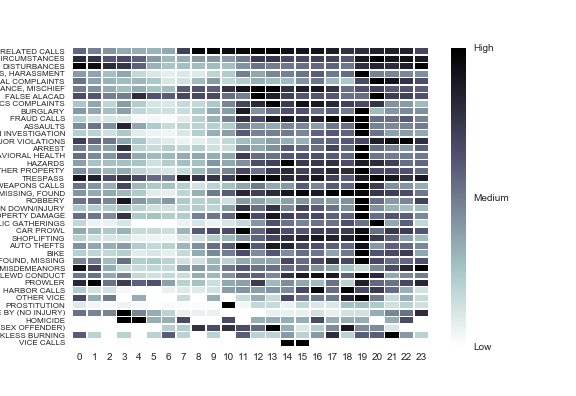 RELATED CALLS
IRCUMSTANCES
DISTURBANCES
S, HARASSMENT
AL COMPLAINTS
ANCE, MISCHIEF
FALSE ALACAD
CS COMPLAINTS
BURGLARY
FRAUD CALLS
ASSAULTS
N INVESTIGATION
JOR VIOLATIONS
ARREST
AVIORAL HEALTH
HAZARDS
THER PROPERTY
TRESPASS
WEAPONS CALLS
MISSING, FOUND
ROBBERY
N DOWN/INJURY
OPERTY DAMAGE
LIC GATHERINGS
CAR PROWL
SHOPLIFTING
AUTO THEFTS
BIKE
FOUND, MISSING
MISDEMEANORS
LEWD CONDUCT
PROWLER
HARBOR CALLS
OTHER VICE
PROSTITUTION
E BY (NO INJURY)
HOMICIDE
SEX OFFENDER)
KLESS BURNING
VICE CALLS
0 1 2 3 4 5 6 7 8 9 10 11 12 13 14 15 16 17 18 19 20 21 22 23
High
Medium
Low